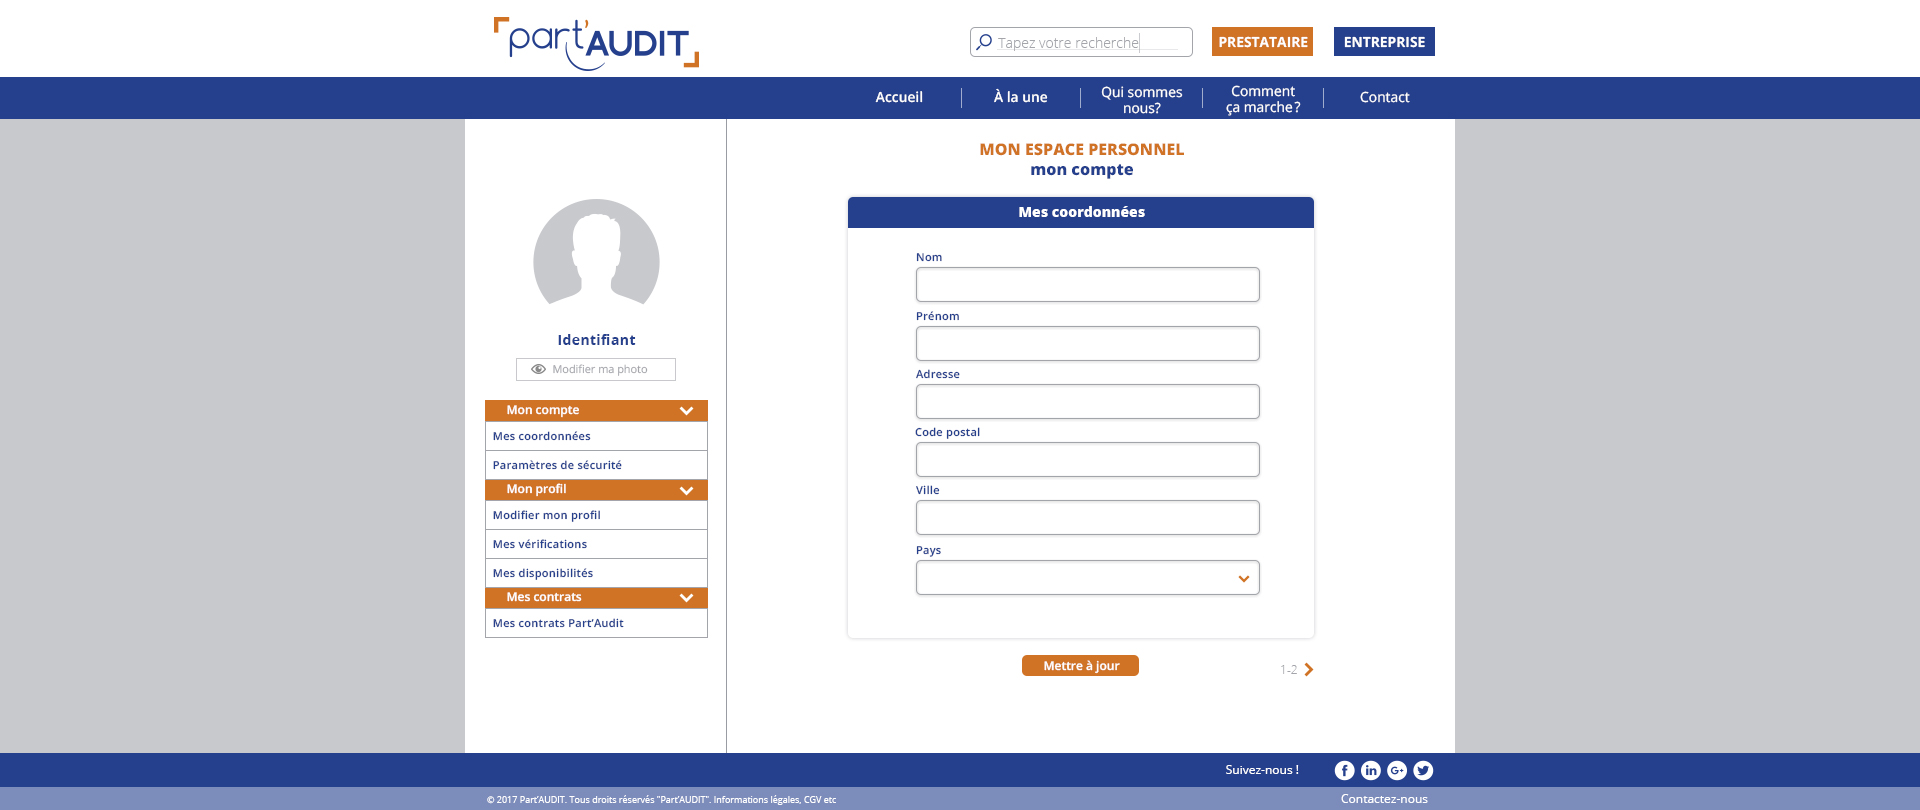 part'AUDIT
Tapez votre recherche
PRESTATAIRE
ENTREPRISE
Accueil
À la une
Qui sommes
nous?
Comment
ça marche ?
Contact
MON ESPACE PERSONNEL
mon compte
Identifiant
Modifier ma photo
Mon compte
Mes coordonnées
Paramètres de sécurité
Mon profil
Modifier mon profil
Mes vérifications
Mes disponibilités
Mes contrats
Mes contrats Part’Audit
Mes coordonnées
Nom
Prénom
Adresse
Code postal
Ville
Pays
Mettre à jour
1-2
Suivez-nous !
© 2017 Part’AUDIT. Tous droits réservés "Part’AUDIT". Informations légales, CGV etc
Contactez-nous